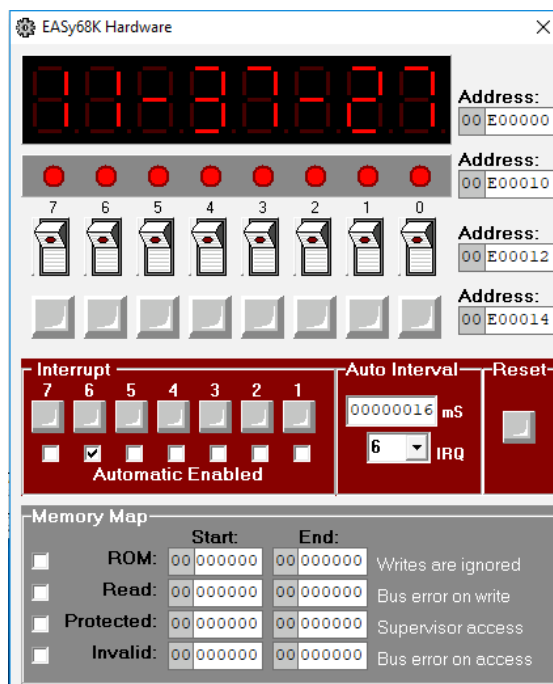 EASy68K Hardware
11-37-27
Address:
00 E00000
Address:
00 E00010
7 6 5 4 3 2 1 0
Address:
00 E00012
Address:
00 E00014
Interrupt
7 6 5 4 3 2 1
Automatic Enabled
Auto Interval
00000016 mS
6 IRQ
Reset
Memory Map
Start: End:
ROM: 00 000000 00 000000 Writes are ignored
Read: 00 000000 00 000000 Bus error on write
Protected: 00 000000 00 000000 Supervisor access
Invalid: 00 000000 00 000000 Bus error on access